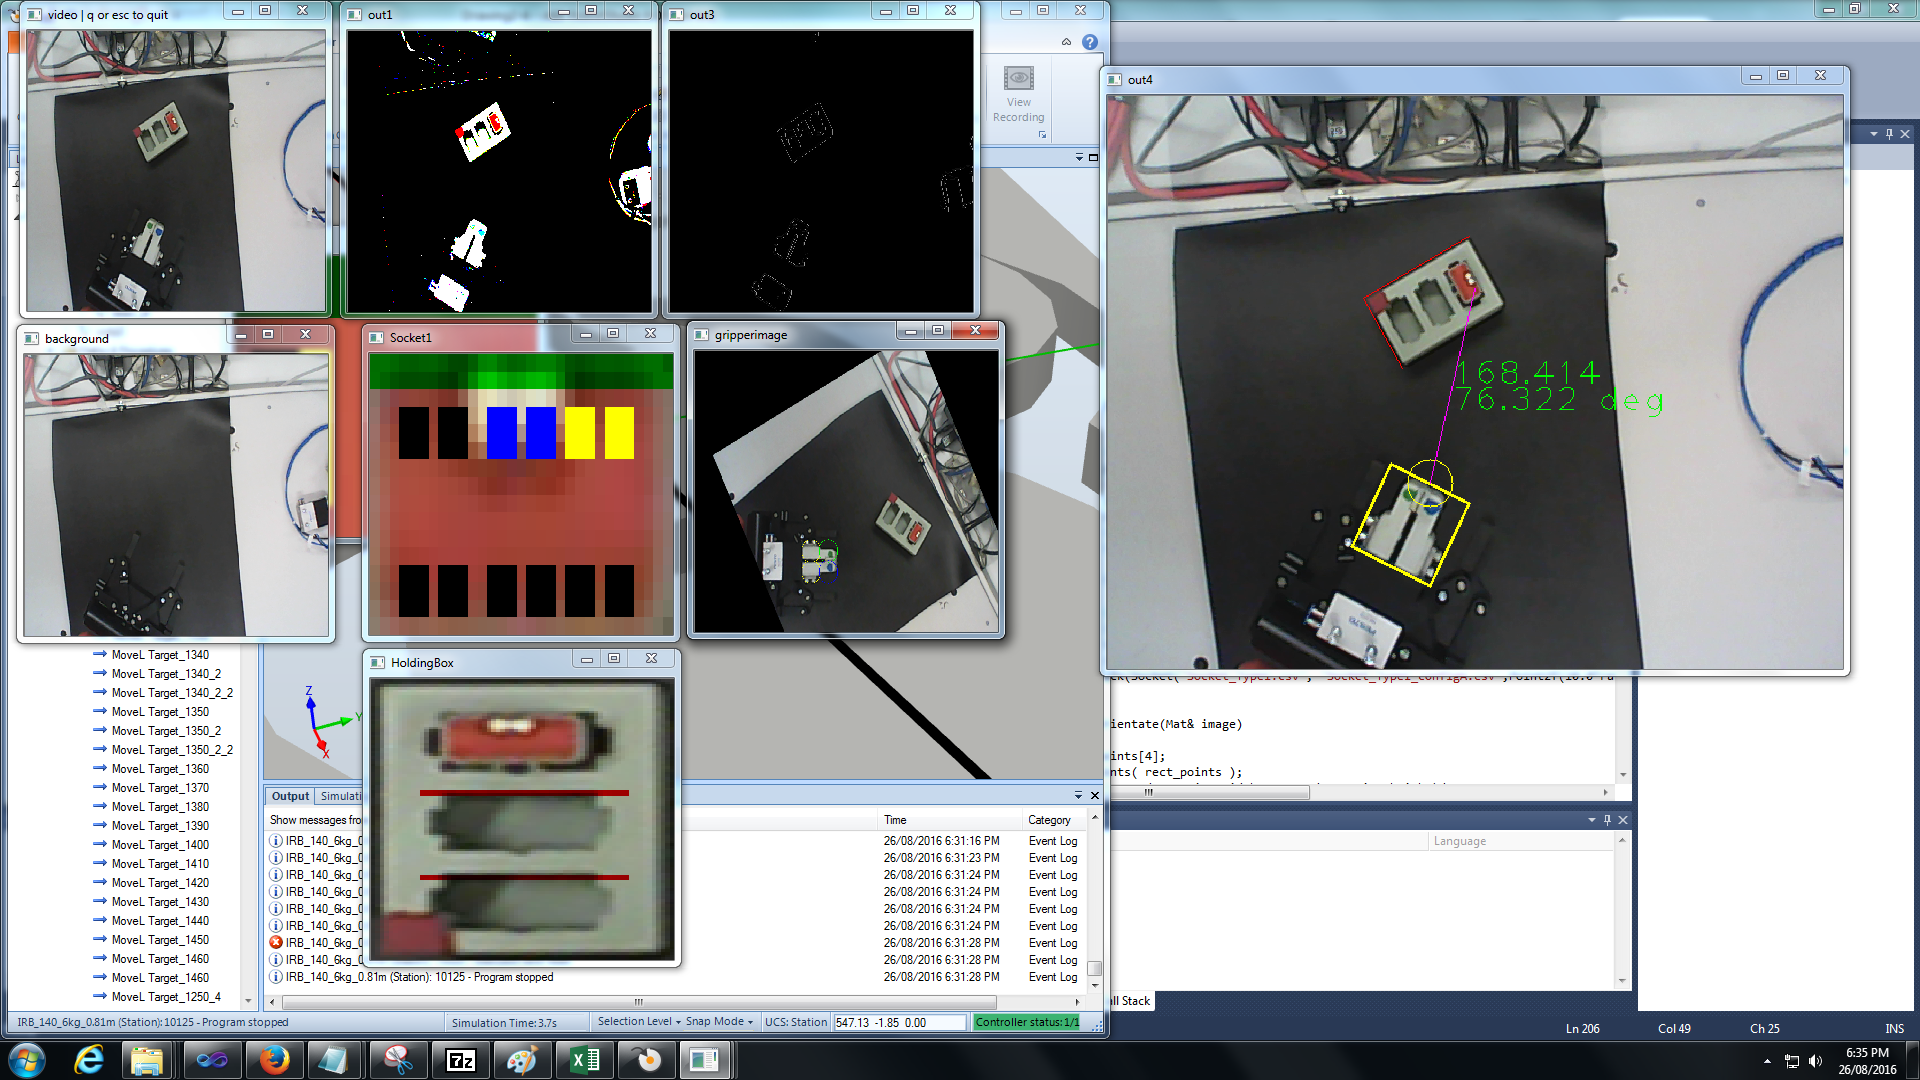 video | q or esc to quit
out1
out3
View
Recording
out4
background
Socket1
gripperimage
168.414
76.322 deg
MoveL Target_1340
MoveL Target_1340_2
MoveL Target_1340_2_2
MoveL Target_1350
MoveL Target_1350_2
MoveL Target_1350_2_2
MoveL Target_1360
MoveL Target_1370
MoveL Target_1380
MoveL Target_1390
MoveL Target_1400
MoveL Target_1410
MoveL Target_1420
MoveL Target_1430
MoveL Target_1440
MoveL Target_1450
MoveL Target_1460
MoveL Target_1460
MoveL Target_1250_4
HoldingBox
Z
Y
X
Output
Simulati
Show messages fro
Time
Category
IRB_140_6kg_0
26/08/2016 6:31:16 PM
Event Log
IRB_140_6kg_0
26/08/2016 6:31:23 PM
Event Log
IRB_140_6kg_0
26/08/2016 6:31:24 PM
Event Log
IRB_140_6kg_0
26/08/2016 6:31:24 PM
Event Log
IRB_140_6kg_0
26/08/2016 6:31:24 PM
Event Log
IRB_140_6kg_0
26/08/2016 6:31:24 PM
Event Log
IRB_140_6kg_0
26/08/2016 6:31:28 PM
Event Log
IRB_140_6kg_0
26/08/2016 6:31:28 PM
Event Log
IRB_140_6kg_0.81m (Station): 10125 - Program stopped
26/08/2016 6:31:28 PM
Event Log
ientate(Mat& image)
ints[4];
nts( rect_points );
Language
all Stack
IRB_140_6kg_0.81m (Station): 10125 - Program stopped
Simulation Time: 3.7s
Selection Level
Snap Mode
UCS: Station
547.13 -1.85 0.00
Controller status: 1/1
Ln 206
Col 49
Ch 25
INS
6:35 PM
26/08/2016